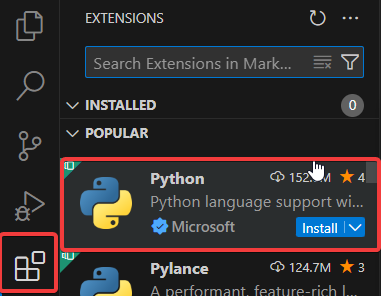 EXTENSIONS
Search Extensions in Mark...
INSTALLED 0
POPULAR
Python 4
Python language support wi...
Microsoft Install
Pylance 124.7M 3
A performant, feature-rich l